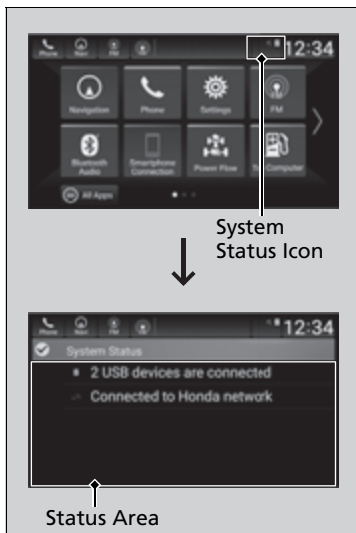 Phone Navi FM 12:34
Navigation Phone Settings FM
Bluetooth Audio Smartphone Connection Power Flow Computer
All Apps
System
Status Icon
Phone Navi FM 12:34
System Status
2 USB devices are connected
Connected to Honda network
Status Area